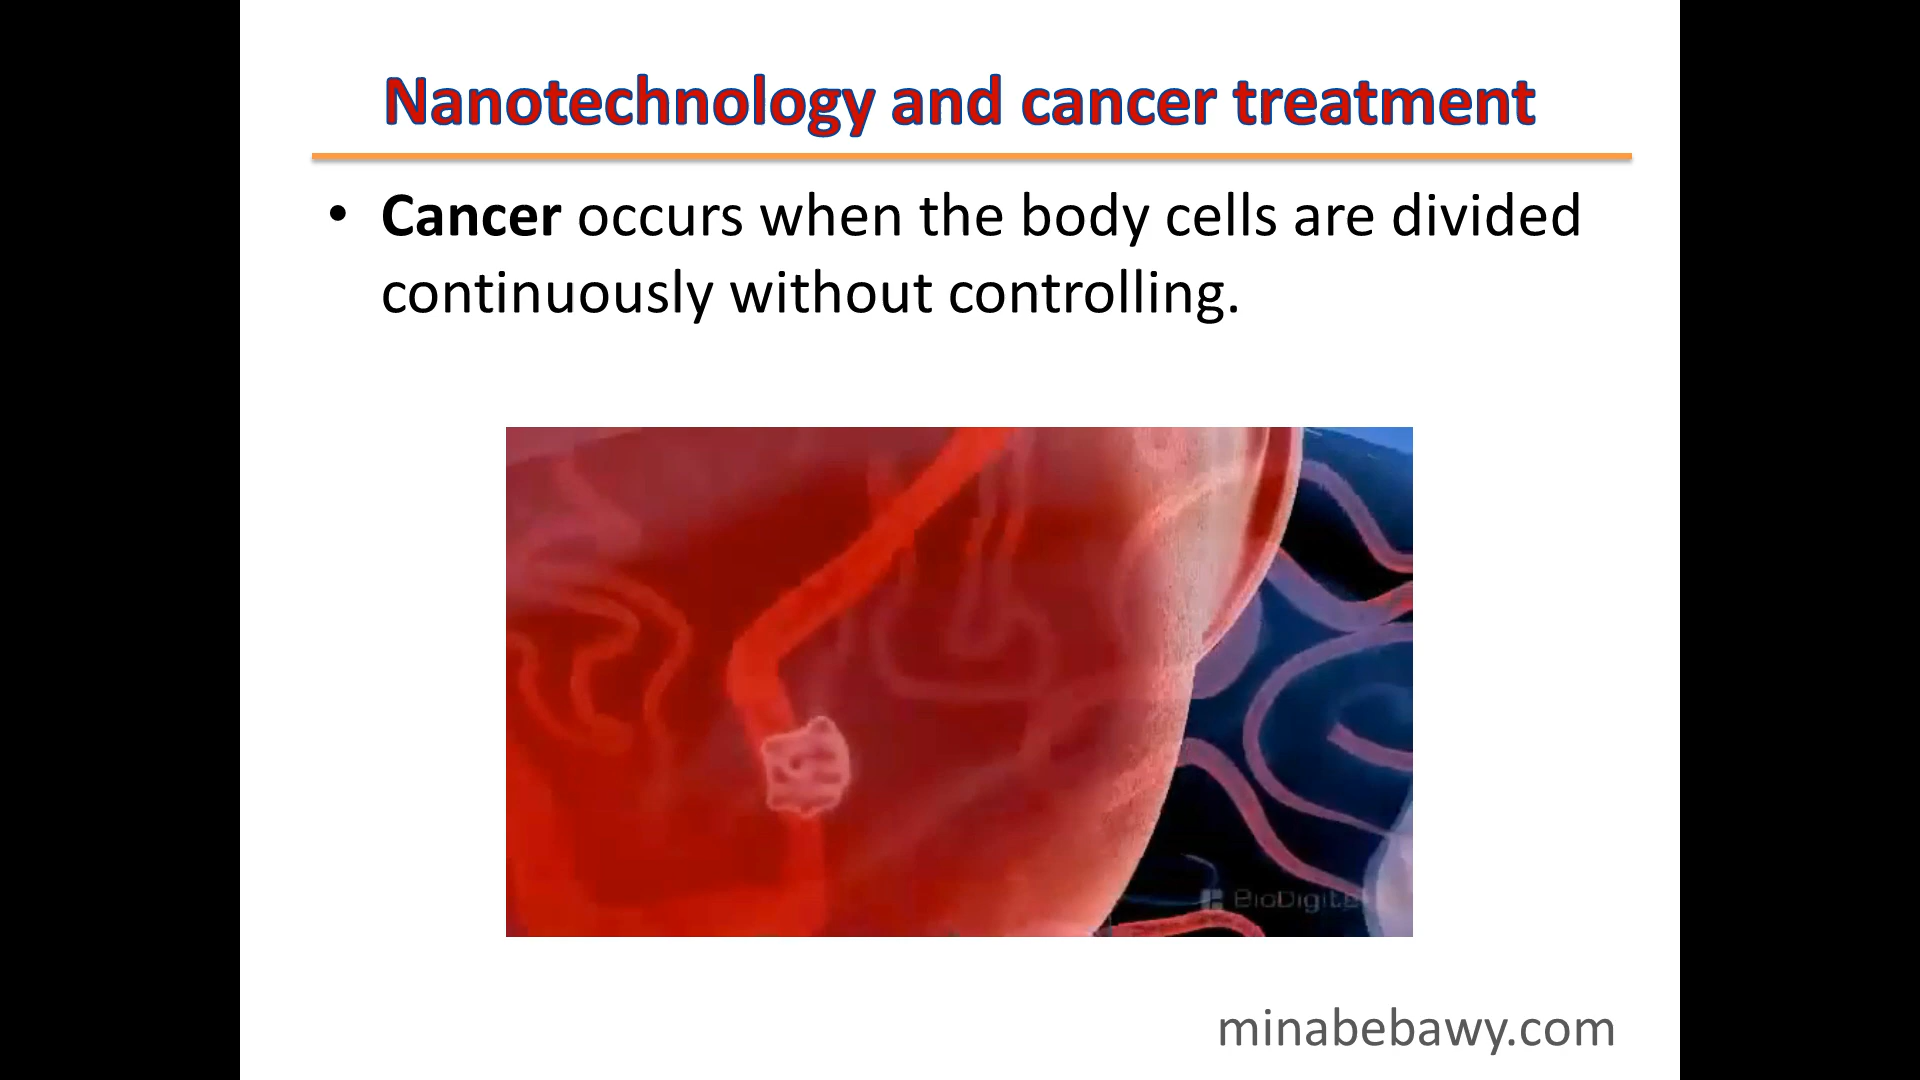 Nanotechnology and cancer treatment
• Cancer occurs when the body cells are divided
continuously without controlling.
BioDigital
minabebawy.com